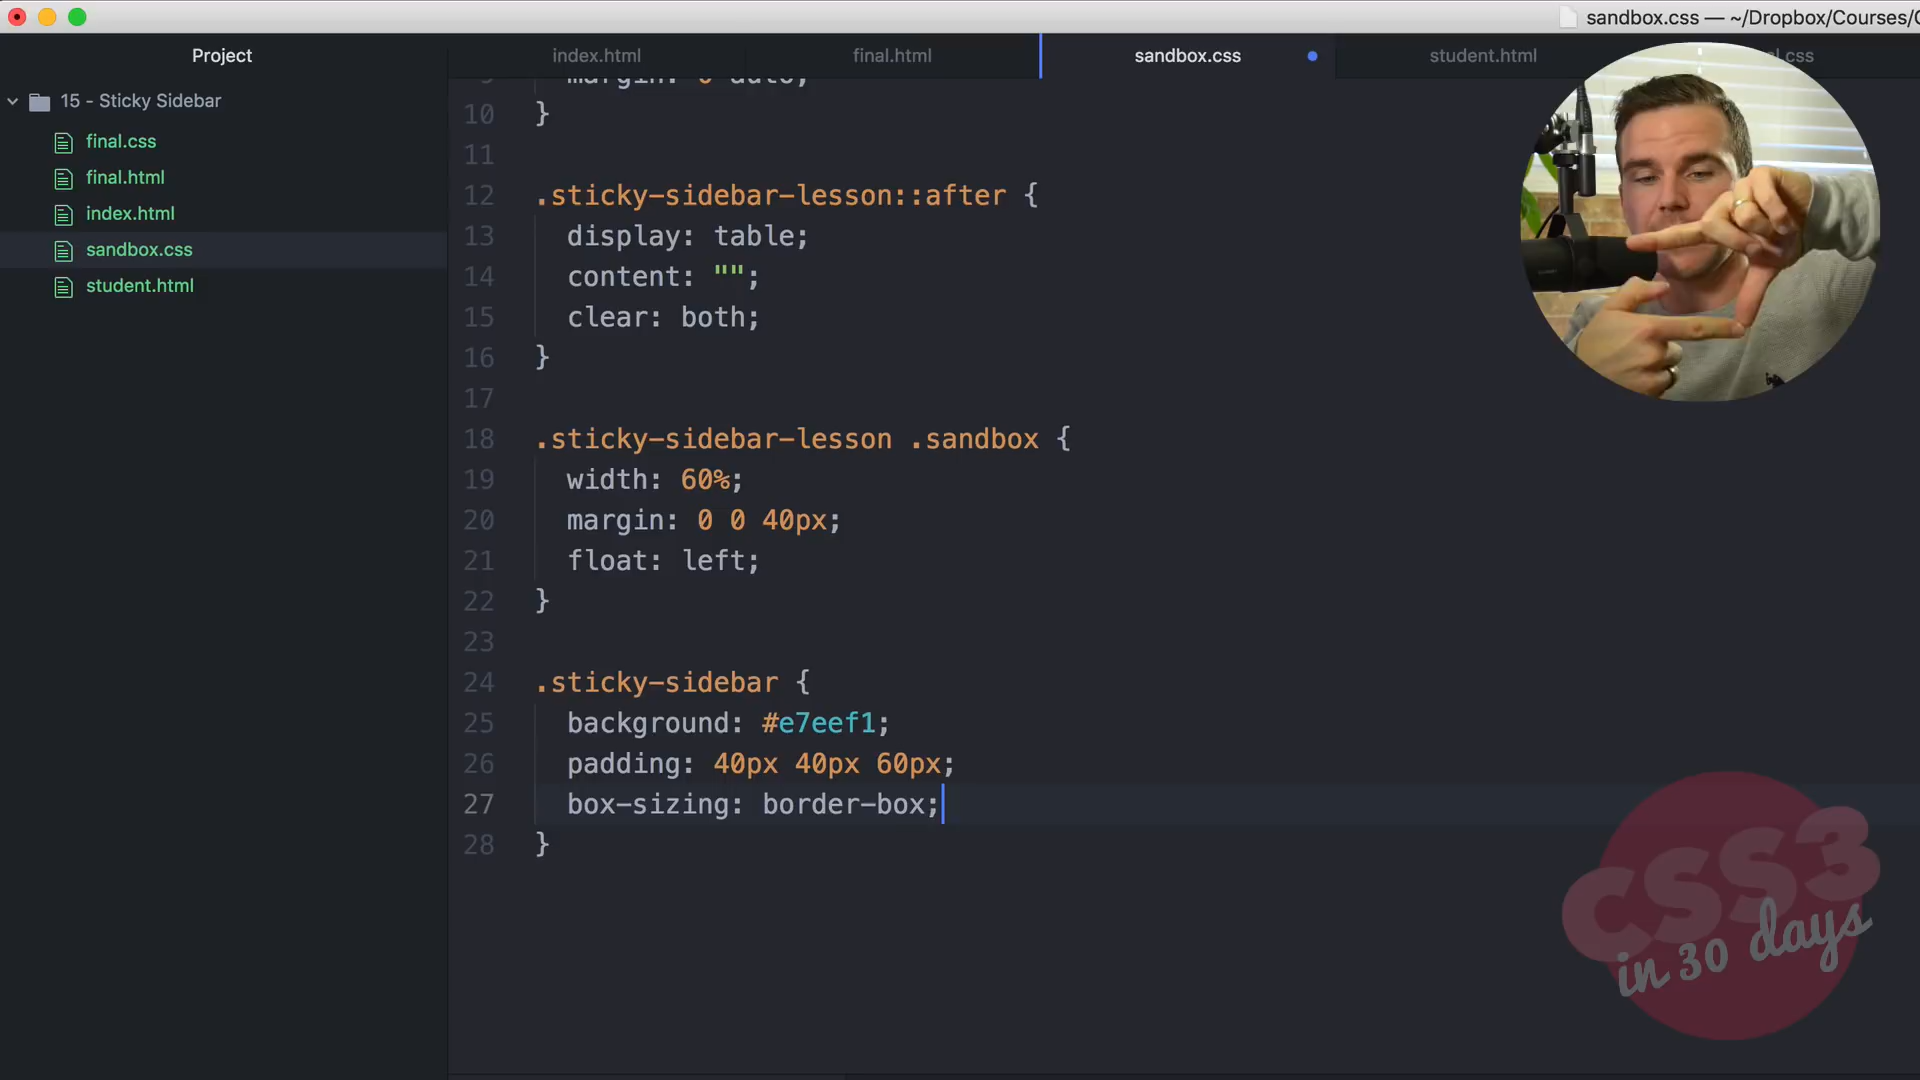 sandbox.css — ~/Dropbox/Courses/
Project
index.html
final.html
sandbox.css
student.html
.css
15 - Sticky Sidebar
final.css
final.html
index.html
sandbox.css
student.html
margin: 0 auto;
10 }
11
12 .sticky-sidebar-lesson::after {
13 display: table;
14 content: "";
15 clear: both;
16 }
17
18 .sticky-sidebar-lesson .sandbox {
19 width: 60%;
20 margin: 0 0 40px;
21 float: left;
22 }
23
24 .sticky-sidebar {
25 background: #e7eef1;
26 padding: 40px 40px 60px;
27 box-sizing: border-box;
28 }
CSS3
in 30 days